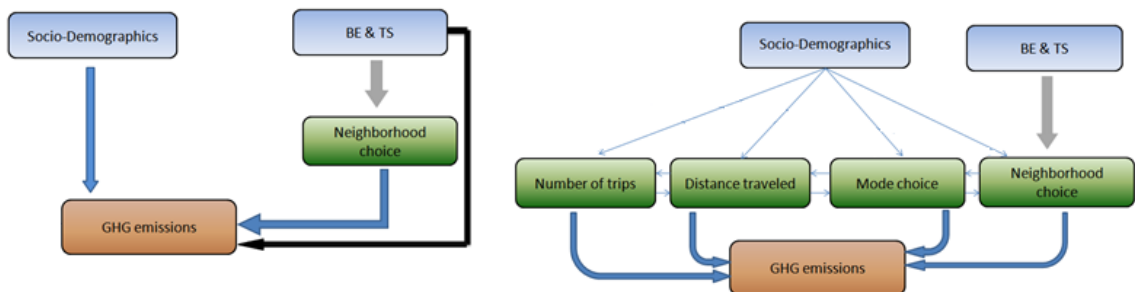 Socio-Demographics
BE & TS
Neighborhood
choice
GHG emissions
Socio-Demographics
BE & TS
Number of trips
Distance traveled
Mode choice
Neighborhood
choice
GHG emissions